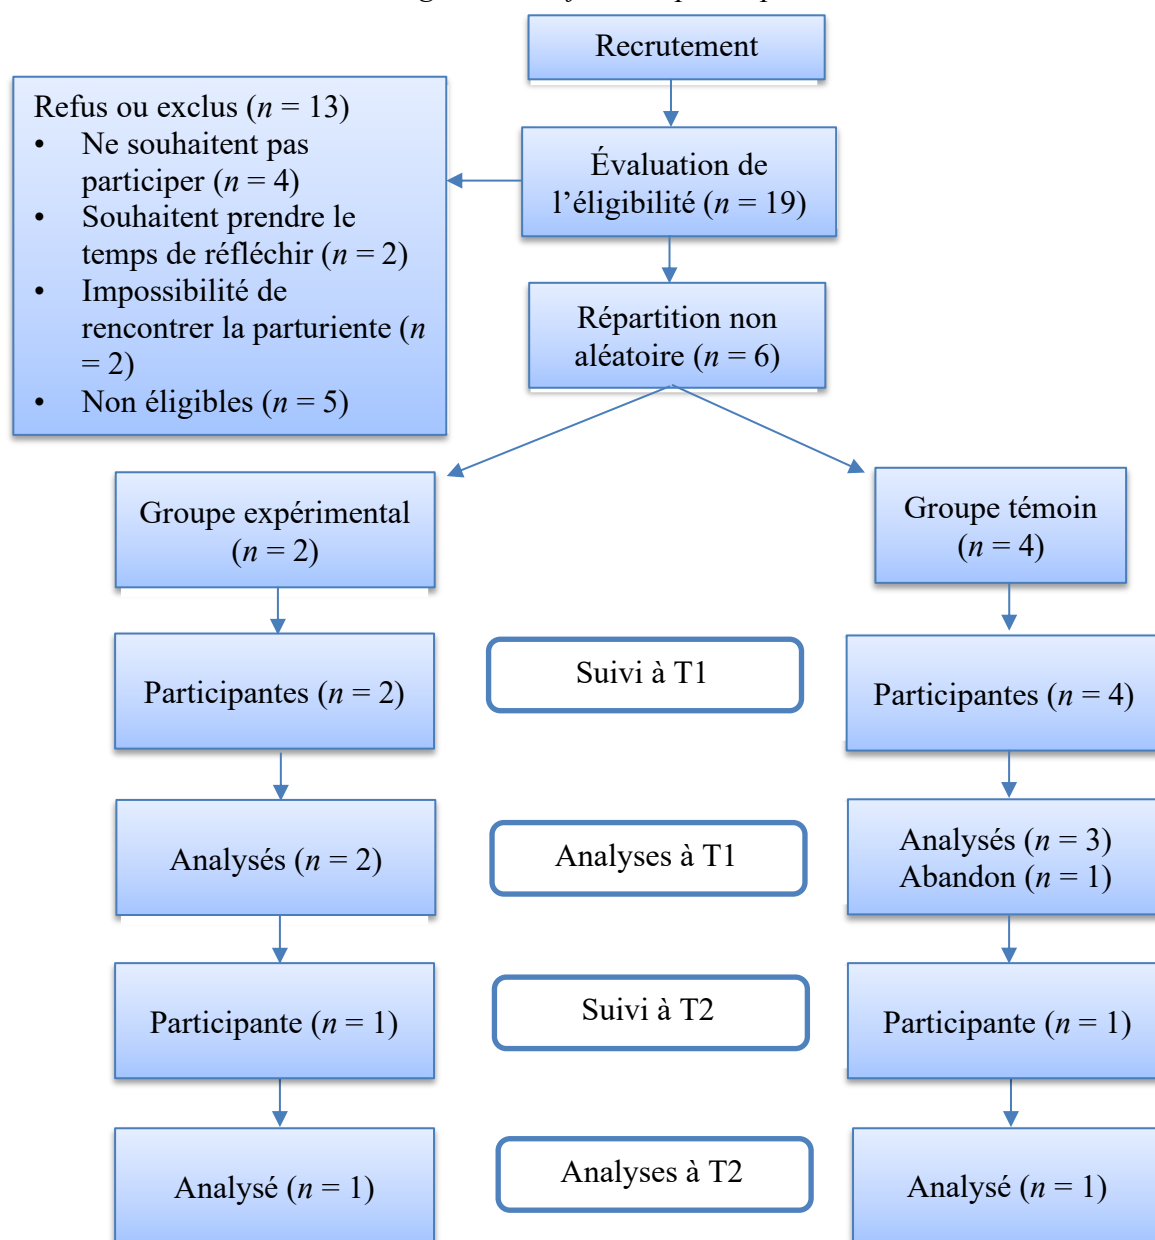 Recrutement
Refus ou exclus (n = 13)
• Ne souhaitent pas
participer (n = 4)
• Souhaitent prendre le
temps de réfléchir (n = 2)
• Impossibilité de
rencontrer la parturiente (n
= 2)
• Non éligibles (n = 5)
Évaluation de
l’éligibilité (n = 19)
Répartition non
aléatoire (n = 6)
Groupe expérimental
(n = 2)
Groupe témoin
(n = 4)
Participantes (n = 2)
Suivi à T1
Participantes (n = 4)
Analysés (n = 2)
Analyses à T1
Analysés (n = 3)
Abandon (n = 1)
Participante (n = 1)
Suivi à T2
Participante (n = 1)
Analysé (n = 1)
Analyses à T2
Analysé (n = 1)